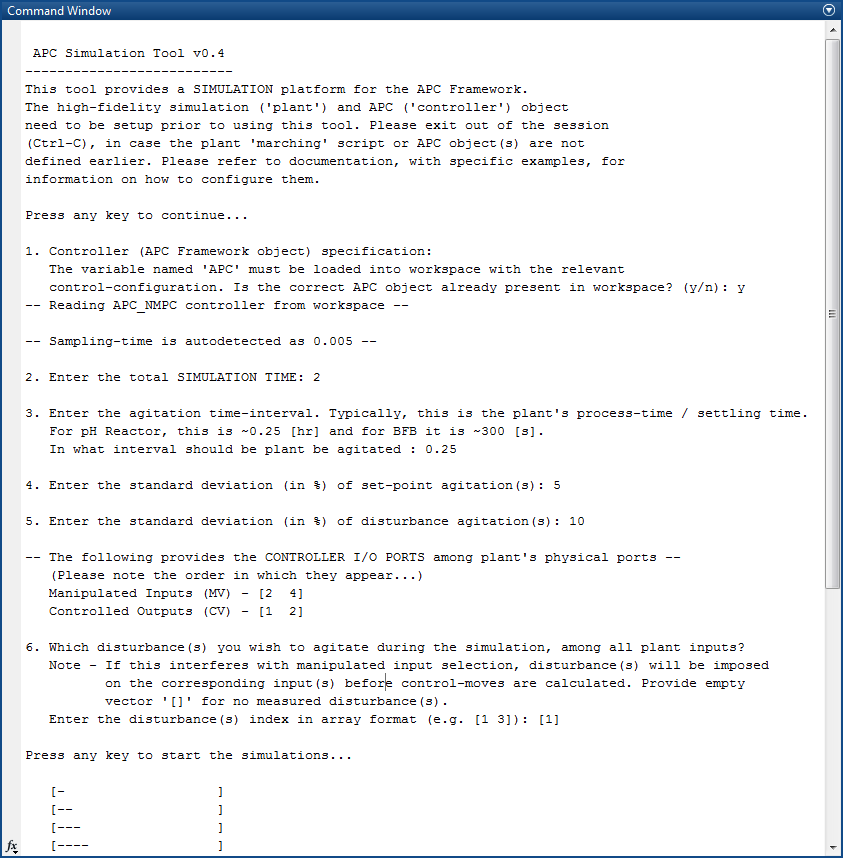 Command Window
APC Simulation Tool v0.4
--------------------------
This tool provides a SIMULATION platform for the APC Framework.
The high-fidelity simulation ('plant') and APC ('controller') object
need to be setup prior to using this tool. Please exit out of the session
(Ctrl-C), in case the plant 'marching' script or APC object(s) are not
defined earlier. Please refer to documentation, with specific examples, for
information on how to configure them.
Press any key to continue...
1. Controller (APC Framework object) specification:
The variable named 'APC' must be loaded into workspace with the relevant
control-configuration. Is the correct APC object already present in workspace? (y/n): y
-- Reading APC_NMPC controller from workspace --
-- Sampling-time is autodetected as 0.005 --
2. Enter the total SIMULATION TIME: 2
3. Enter the agitation time-interval. Typically, this is the plant's process-time / settling time.
For pH Reactor, this is ~0.25 [hr] and for BFB it is ~300 [s].
In what interval should be plant be agitated : 0.25
4. Enter the standard deviation (in %) of set-point agitation(s): 5
5. Enter the standard deviation (in %) of disturbance agitation(s): 10
-- The following provides the CONTROLLER I/O PORTS among plant's physical ports --
(Please note the order in which they appear...)
Manipulated Inputs (MV) - [2  4]
Controlled Outputs (CV) - [1  2]
6. Which disturbance(s) you wish to agitate during the simulation, among all plant inputs?
Note - If this interferes with manipulated input selection, disturbance(s) will be imposed
on the corresponding input(s) before control-moves are calculated. Provide empty
vector '[]' for no measured disturbance(s).
Enter the disturbance(s) index in array format (e.g. [1 3]): [1]
Press any key to start the simulations...
[-                   ]
[--                  ]
[---                 ]
[----                ]
fx